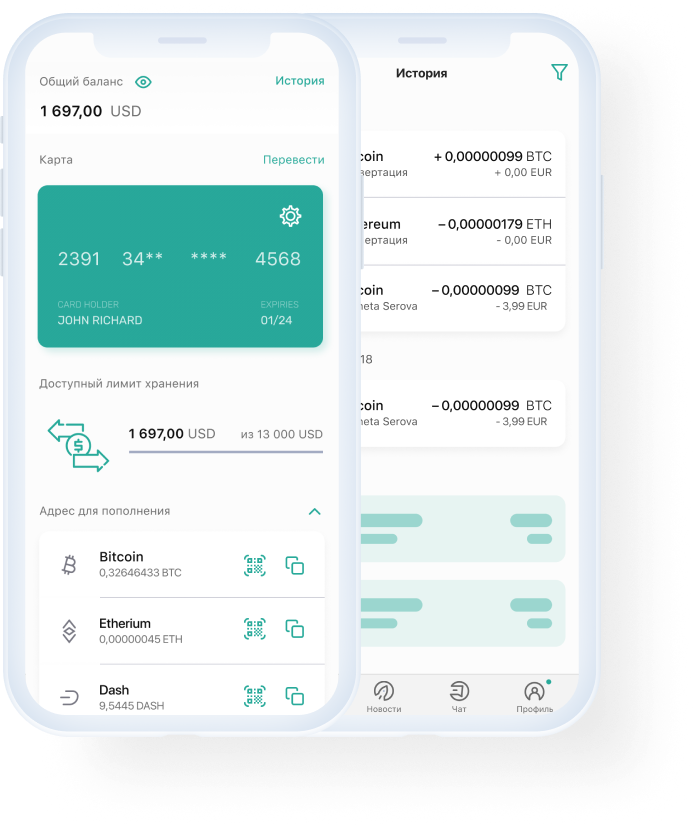 Общий баланс
История
1 697,00 USD
Карта
Перевести
2391 34** **** 4568
CARD HOLDER
EXPIRIES
JOHN RICHARD
01/24
Доступный лимит хранения
1 697,00 USD
из 13 000 USD
Адрес для пополнения
Bitcoin
0,32646433 BTC
Etherium
0,00000045 ETH
Dash
9,5445 DASH
История
coin
+ 0,00000099 BTC
вертация
+ 0,00 EUR
ereum
– 0,00000179 ETH
ертация
- 0,00 EUR
coin
– 0,00000099 BTC
neta Serova
- 3,99 EUR
18
coin
– 0,00000099 BTC
neta Serova
- 3,99 EUR
Новости
Чат
Профиль